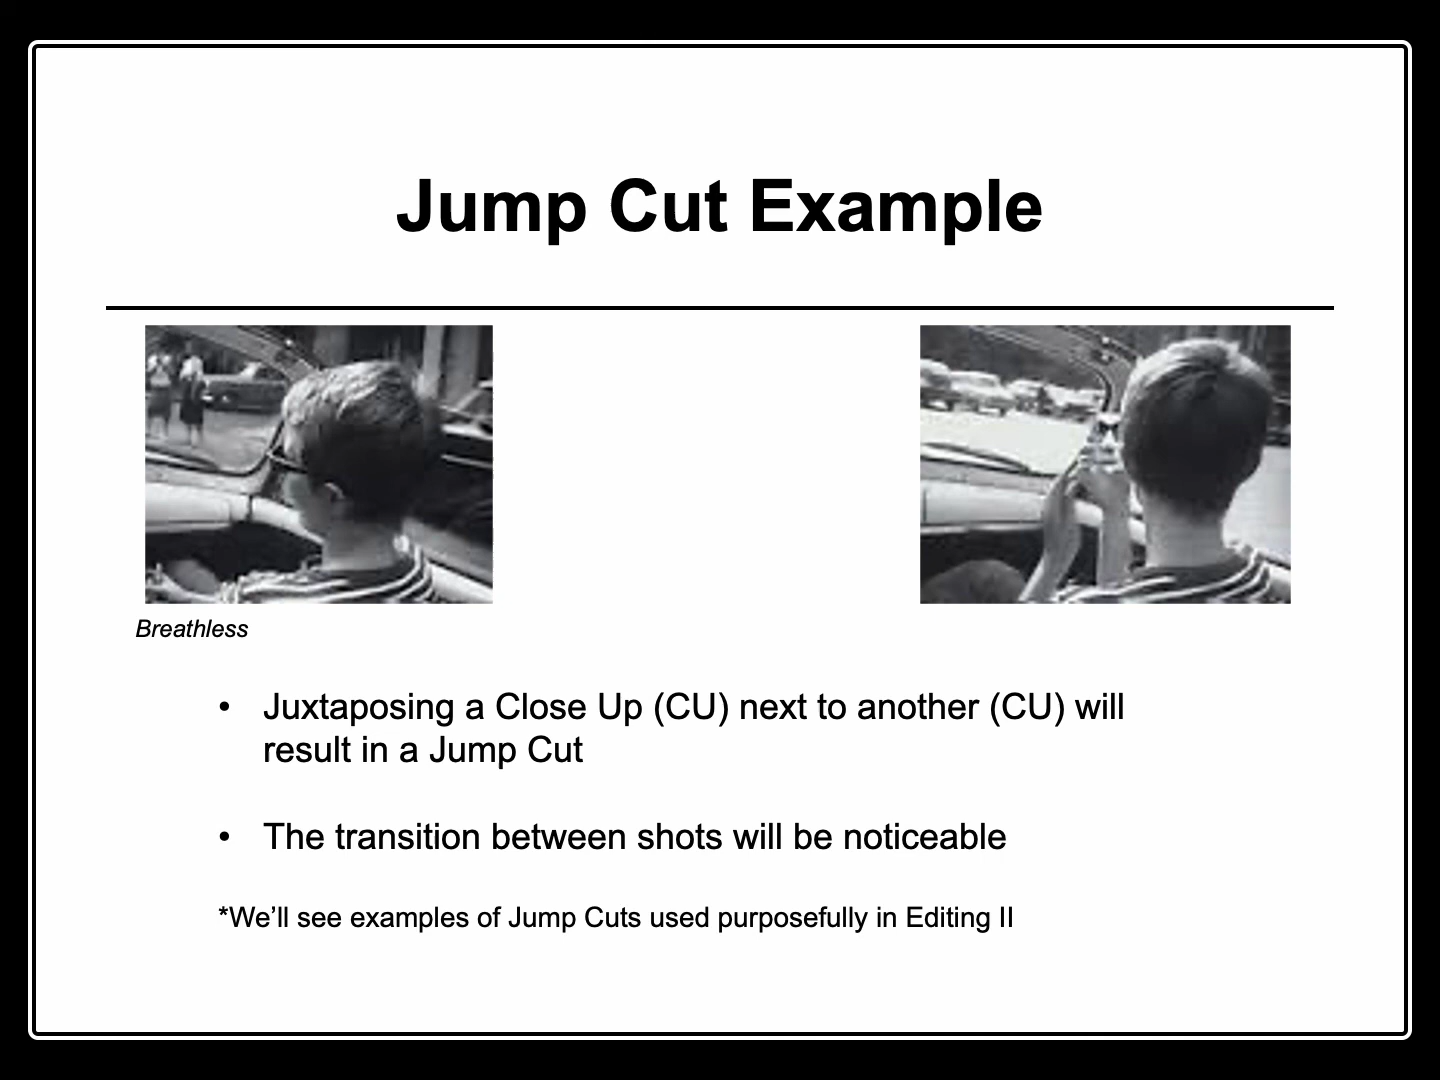 Jump Cut Example
Breathless
• Juxtaposing a Close Up (CU) next to another (CU) will
result in a Jump Cut
• The transition between shots will be noticeable
*We’ll see examples of Jump Cuts used purposefully in Editing II